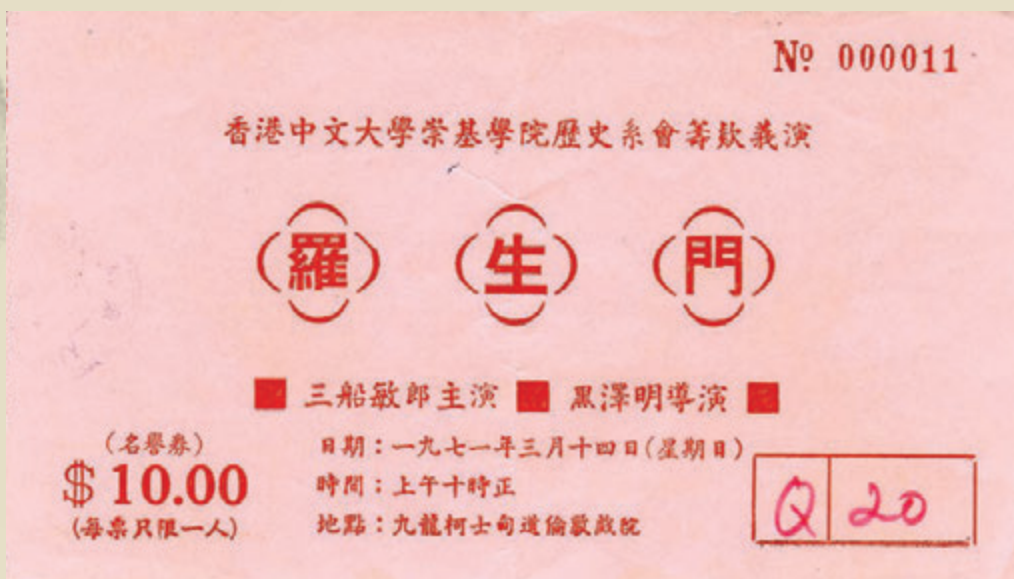 Nº 000011
香港中文大學崇基學院歷史系會籌款義演
羅生門
三船敏郎主演 黑澤明導演
(名譽券)
$10.00
(每票只限一人)
日期：一九七一年三月十四日(星期日)
時間：上午十時正
地點：九龍柯士甸道倫敦戲院
Q 20